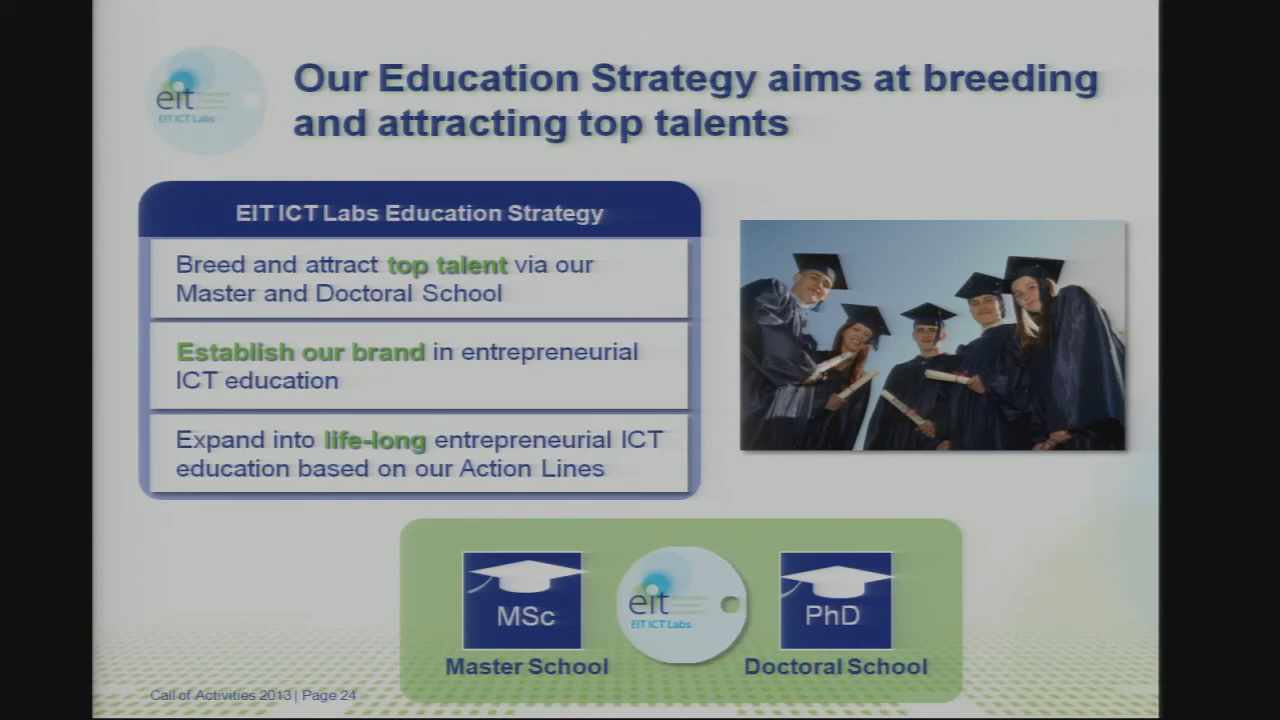 Our Education Strategy aims at breeding
and attracting top talents
eit
EIT ICT Labs
EIT ICT Labs Education Strategy
Breed and attract top talent via our
Master and Doctoral School
Establish our brand in entrepreneurial
ICT education
Expand into life-long entrepreneurial ICT
education based on our Action Lines
MSc
Master School
eit
EIT ICT Labs
PhD
Doctoral School
Call of Activities 2013 | Page 24